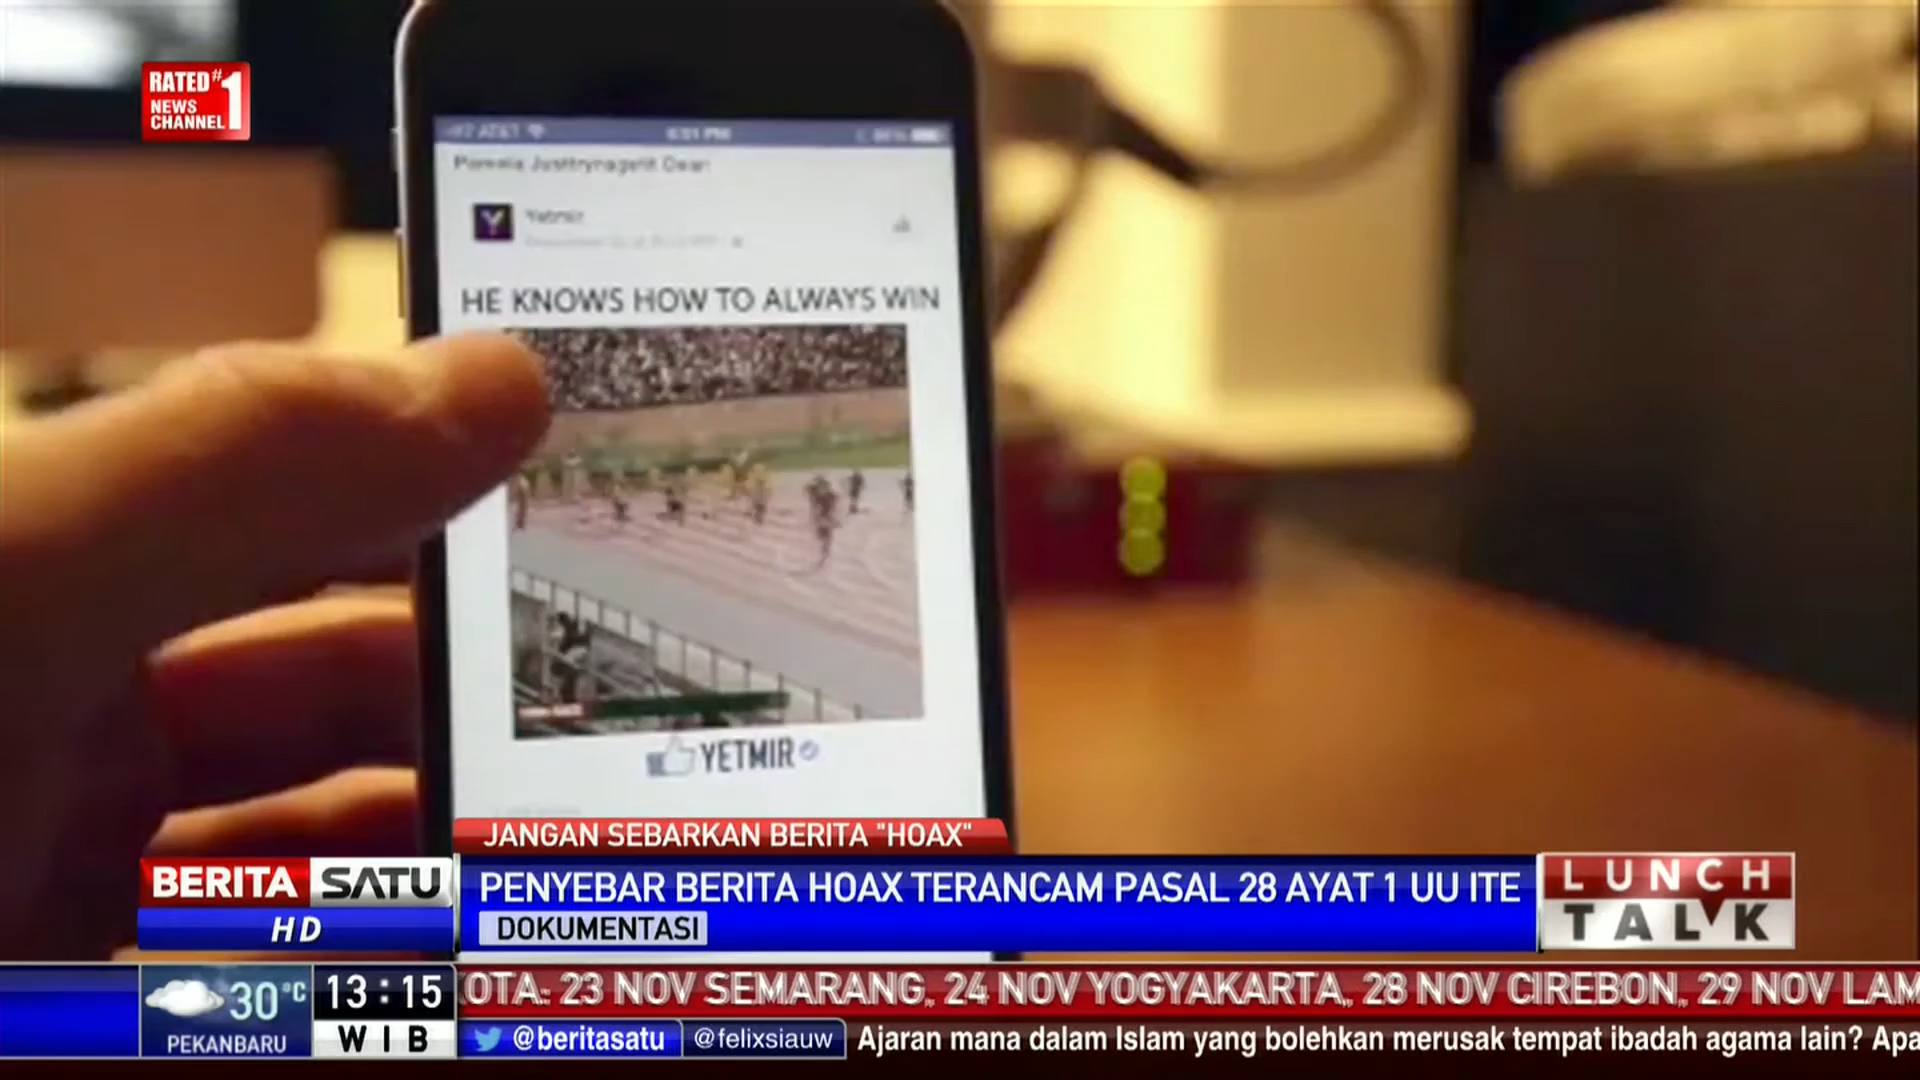 RATED #1
NEWS
CHANNEL
Yetmir
HE KNOWS HOW TO ALWAYS WIN
YETMIR
JANGAN SEBARKAN BERITA "HOAX"
BERITA SATU
HD
PENYEBAR BERITA HOAX TERANCAM PASAL 28 AYAT 1 UU ITE
DOKUMENTASI
LUNCH
TALK
30°C
PEKANBARU
13:15
WIB
KOTA: 23 NOV SEMARANG, 24 NOV YOGYAKARTA, 28 NOV CIREBON, 29 NOV LAM
@beritasatu
@felixsiauw
Ajaran mana dalam Islam yang bolehkan merusak tempat ibadah agama lain? Apa